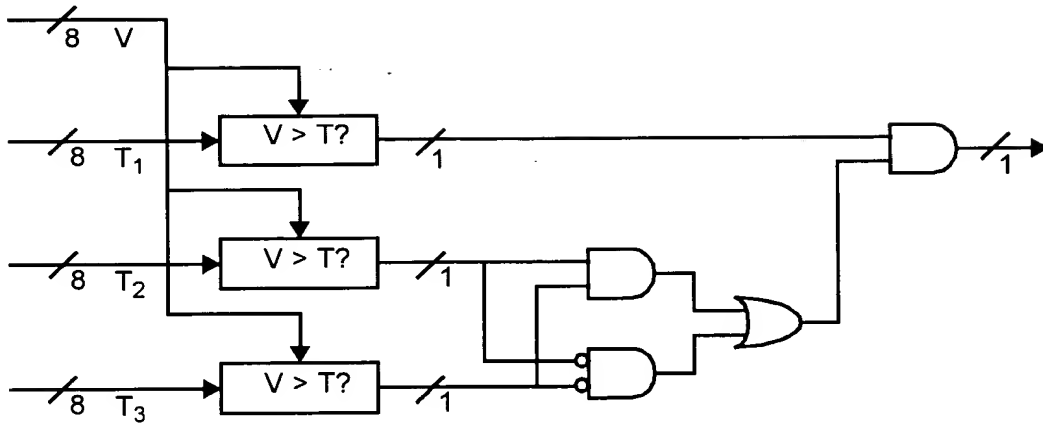 8 V
V > T?
8 T₁ 1
1
V > T?
8 T₂ 1
V > T?
8 T₃ 1